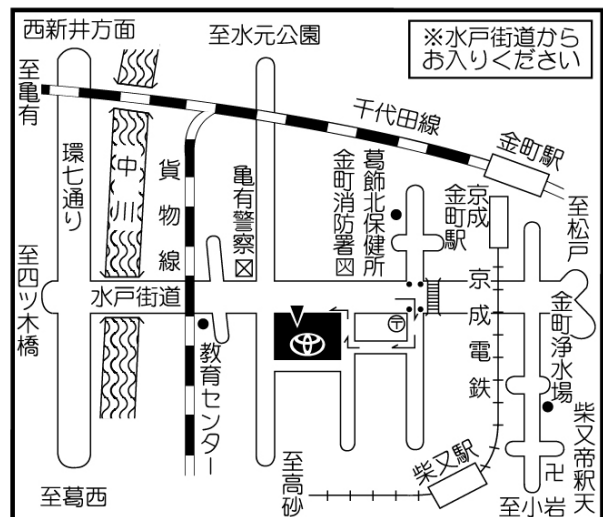 西新井方面
至水元公園
※水戸街道から
お入りください
至亀有
千代田線
金町駅
環七通り
中川
貨物線
亀有警察
金町消防署
葛飾北保健所
京成
金町駅
至松戸
至四ツ木橋
水戸街道
京成電鉄
金町浄水場
教育センター
柴又帝釈天
柴又駅
至高砂
至葛西
至小岩